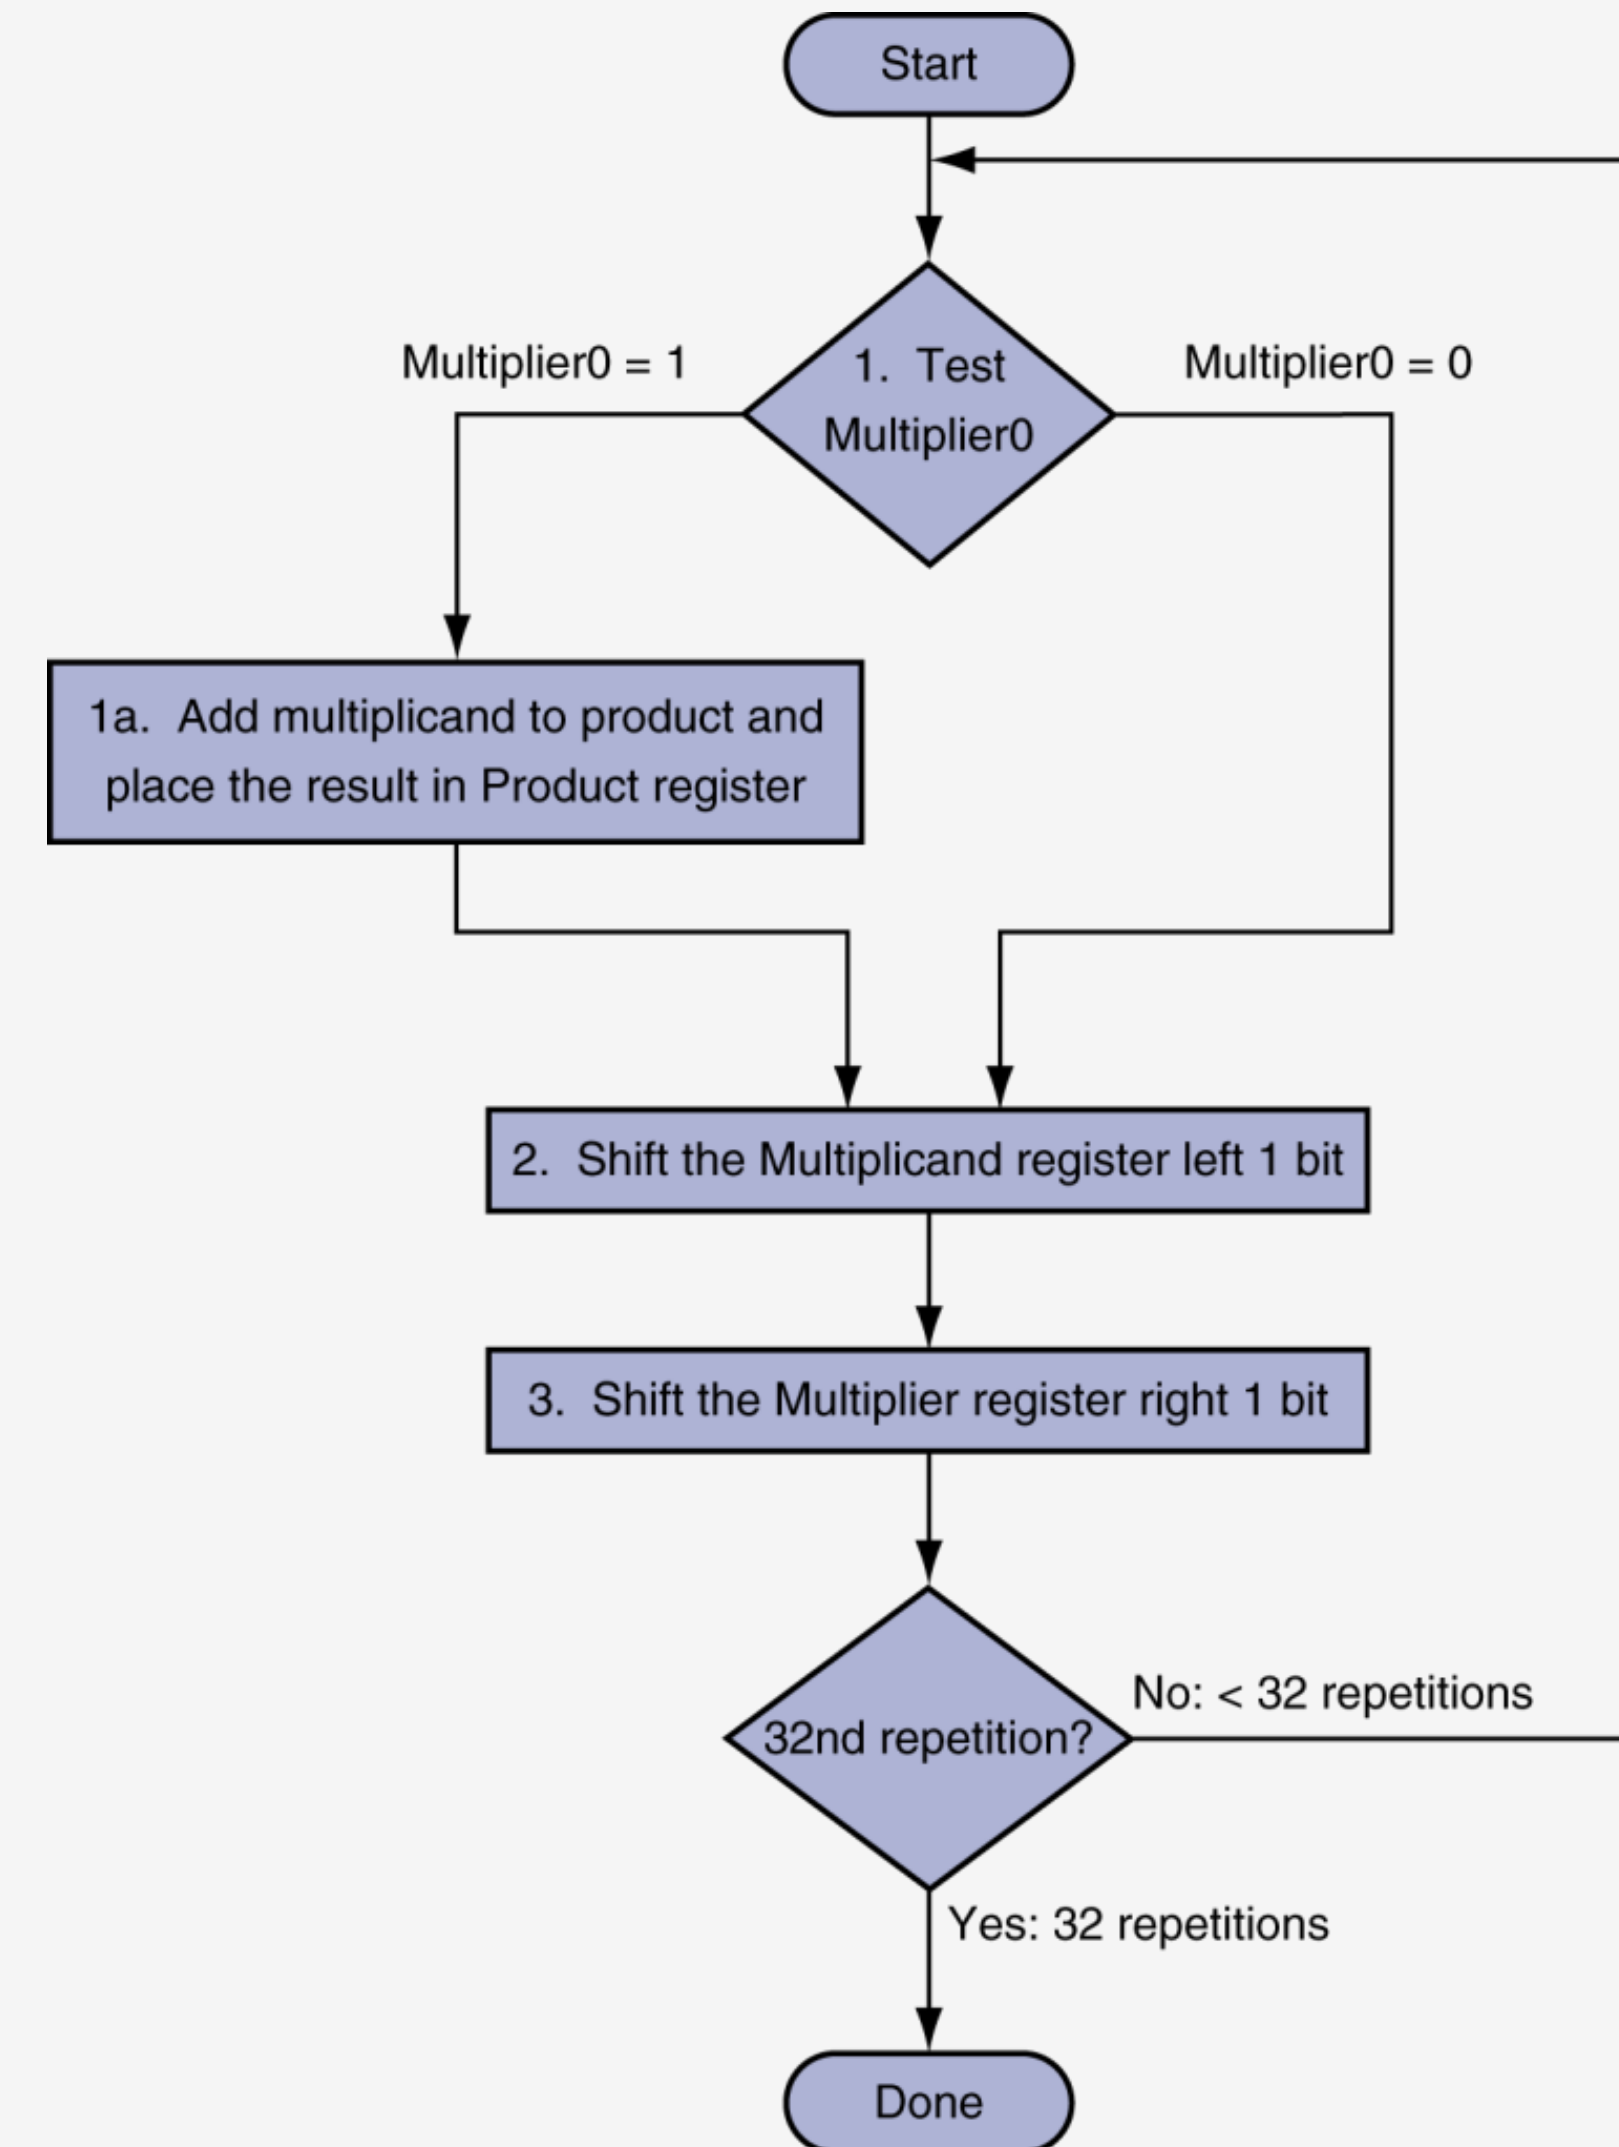 Start
Multiplier0 = 1
1. Test
Multiplier0
Multiplier0 = 0
1a. Add multiplicand to product and
place the result in Product register
2. Shift the Multiplicand register left 1 bit
3. Shift the Multiplier register right 1 bit
32nd repetition?
No: < 32 repetitions
Yes: 32 repetitions
Done